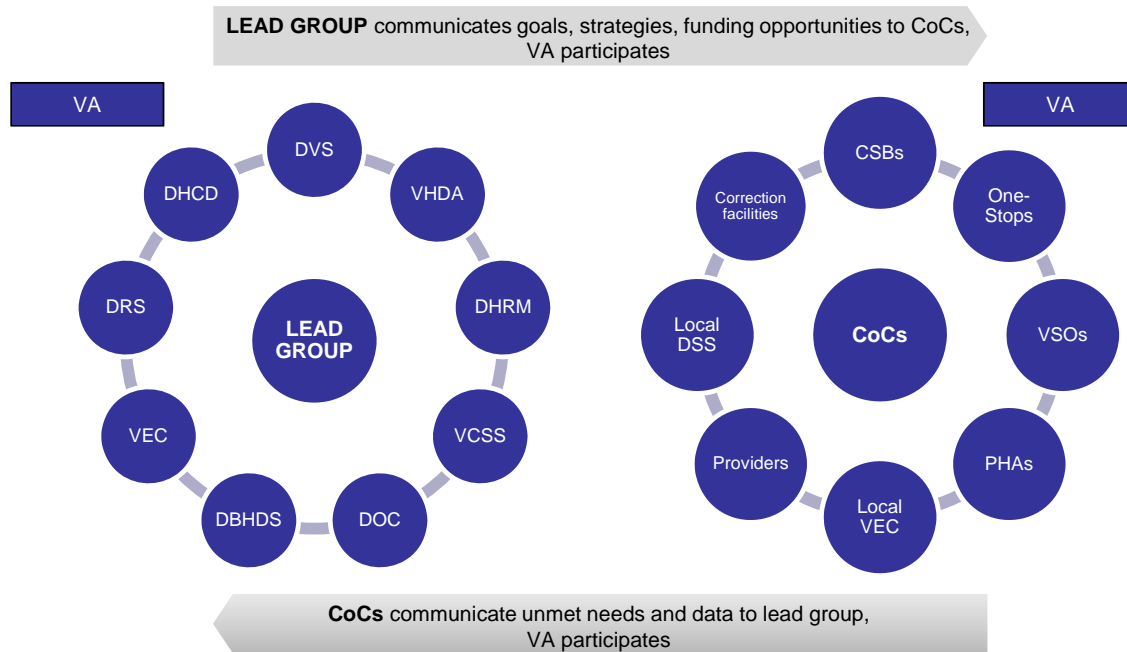 LEAD GROUP communicates goals, strategies, funding opportunities to CoCs,
VA participates
VA
DVS
VHDA
DHRM
VCSS
DOC
DBHDS
VEC
DRS
DHCD
LEAD
GROUP
VA
CSBs
One-
Stops
VSOs
PHAs
Local
VEC
Providers
Local
DSS
Correction
facilities
CoCs
CoCs communicate unmet needs and data to lead group,
VA participates